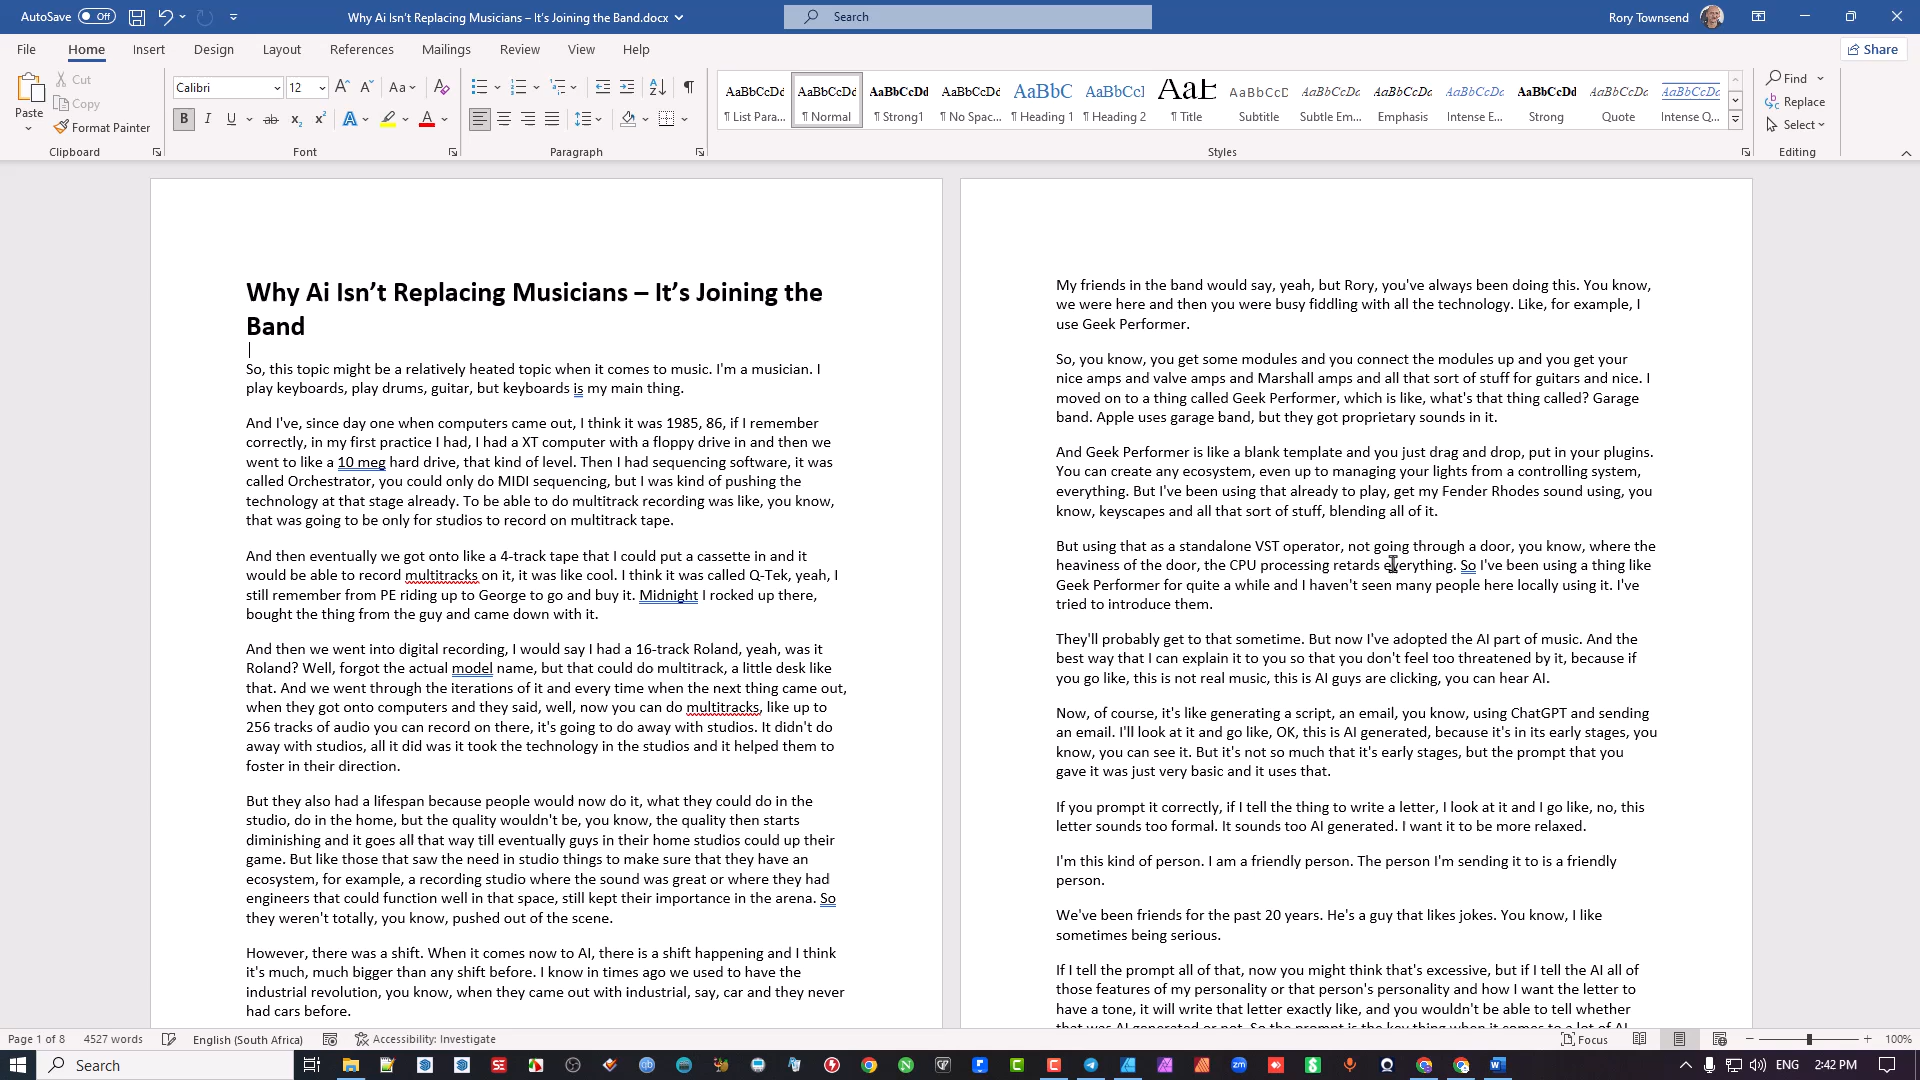 AutoSave Off
Why Ai Isn't Replacing Musicians – It's Joining the Band.docx
Search
Rory Townsend
File Home Insert Design Layout References Mailings Review View Help
Share
Paste
Cut
Copy
Format Painter
Clipboard
Calibri 12
Font
Paragraph
AaBbCcDd AaBbCcDd AaBbCcDd AaBbCcDd AaBbC AaBbCcI AaE AaBbCcD AaBbCcDc AaBbCcDc AaBbCcDc AaBbCcDd AaBbCcDc AaBbCcDc
¶ List Para... ¶ Normal ¶ Strong1 ¶ No Spac... ¶ Heading 1 ¶ Heading 2 ¶ Title Subtitle Subtle Em... Emphasis Intense E... Strong Quote Intense Q...
Styles
Find
Replace
Select
Editing
Why Ai Isn't Replacing Musicians – It's Joining the
Band
So, this topic might be a relatively heated topic when it comes to music. I'm a musician. I
play keyboards, play drums, guitar, but keyboards is my main thing.
And I've, since day one when computers came out, I think it was 1985, 86, if I remember
correctly, in my first practice I had, I had a XT computer with a floppy drive in and then we
went to like a 10 meg hard drive, that kind of level. Then I had sequencing software, it was
called Orchestrator, you could only do MIDI sequencing, but I was kind of pushing the
technology at that stage already. To be able to do multitrack recording was like, you know,
that was going to be only for studios to record on multitrack tape.
And then eventually we got onto like a 4-track tape that I could put a cassette in and it
would be able to record multitracks on it, it was like cool. I think it was called Q-Tek, yeah, I
still remember from PE riding up to George to go and buy it. Midnight I rocked up there,
bought the thing from the guy and came down with it.
And then we went into digital recording, I would say I had a 16-track Roland, yeah, was it
Roland? Well, forgot the actual model name, but that could do multitrack, a little desk like
that. And we went through the iterations of it and every time when the next thing came out,
when they got onto computers and they said, well, now you can do multitracks, like up to
256 tracks of audio you can record on there, it's going to do away with studios. It didn't do
away with studios, all it did was it took the technology in the studios and it helped them to
foster in their direction.
But they also had a lifespan because people would now do it, what they could do in the
studio, do in the home, but the quality wouldn't be, you know, the quality then starts
diminishing and it goes all that way till eventually guys in their home studios could up their
game. But like those that saw the need in studio things to make sure that they have an
ecosystem, for example, a recording studio where the sound was great or where they had
engineers that could function well in that space, still kept their importance in the arena. So
they weren't totally, you know, pushed out of the scene.
However, there was a shift. When it comes now to AI, there is a shift happening and I think
it's much, much bigger than any shift before. I know in times ago we used to have the
industrial revolution, you know, when they came out with industrial, say, car and they never
had cars before.
My friends in the band would say, yeah, but Rory, you've always been doing this. You know,
we were here and then you were busy fiddling with all the technology. Like, for example, I
use Geek Performer.
So, you know, you get some modules and you connect the modules up and you get your
nice amps and valve amps and Marshall amps and all that sort of stuff for guitars and nice. I
moved on to a thing called Geek Performer, which is like, what's that thing called? Garage
band. Apple uses garage band, but they got proprietary sounds in it.
And Geek Performer is like a blank template and you just drag and drop, put in your plugins.
You can create any ecosystem, even up to managing your lights from a controlling system,
everything. But I've been using that already to play, get my Fender Rhodes sound using, you
know, keyscapes and all that sort of stuff, blending all of it.
But using that as a standalone VST operator, not going through a door, you know, where the
heaviness of the door, the CPU processing retards everything. So I've been using a thing like
Geek Performer for quite a while and I haven't seen many people here locally using it. I've
tried to introduce them.
They'll probably get to that sometime. But now I've adopted the AI part of music. And the
best way that I can explain it to you so that you don't feel too threatened by it, because if
you go like, this is not real music, this is AI guys are clicking, you can hear AI.
Now, of course, it's like generating a script, an email, you know, using ChatGPT and sending
an email. I'll look at it and go like, OK, this is AI generated, because it's in its early stages, you
know, you can see it. But it's not so much that it's early stages, but the prompt that you
gave it was just very basic and it uses that.
If you prompt it correctly, if I tell the thing to write a letter, I look at it and I go like, no, this
letter sounds too formal. It sounds too AI generated. I want it to be more relaxed.
I'm this kind of person. I am a friendly person. The person I'm sending it to is a friendly
person.
We've been friends for the past 20 years. He's a guy that likes jokes. You know, I like
sometimes being serious.
If I tell the prompt all of that, now you might think that's excessive, but if I tell the AI all of
those features of my personality or that person's personality and how I want the letter to
have a tone, it will write that letter exactly like, and you wouldn't be able to tell whether
that was AI generated or not. So the prompt is the key thing when it comes to a lot of AI
Page 1 of 8 4527 words English (South Africa) Accessibility: Investigate Focus 100%
Search
ENG 2:42 PM